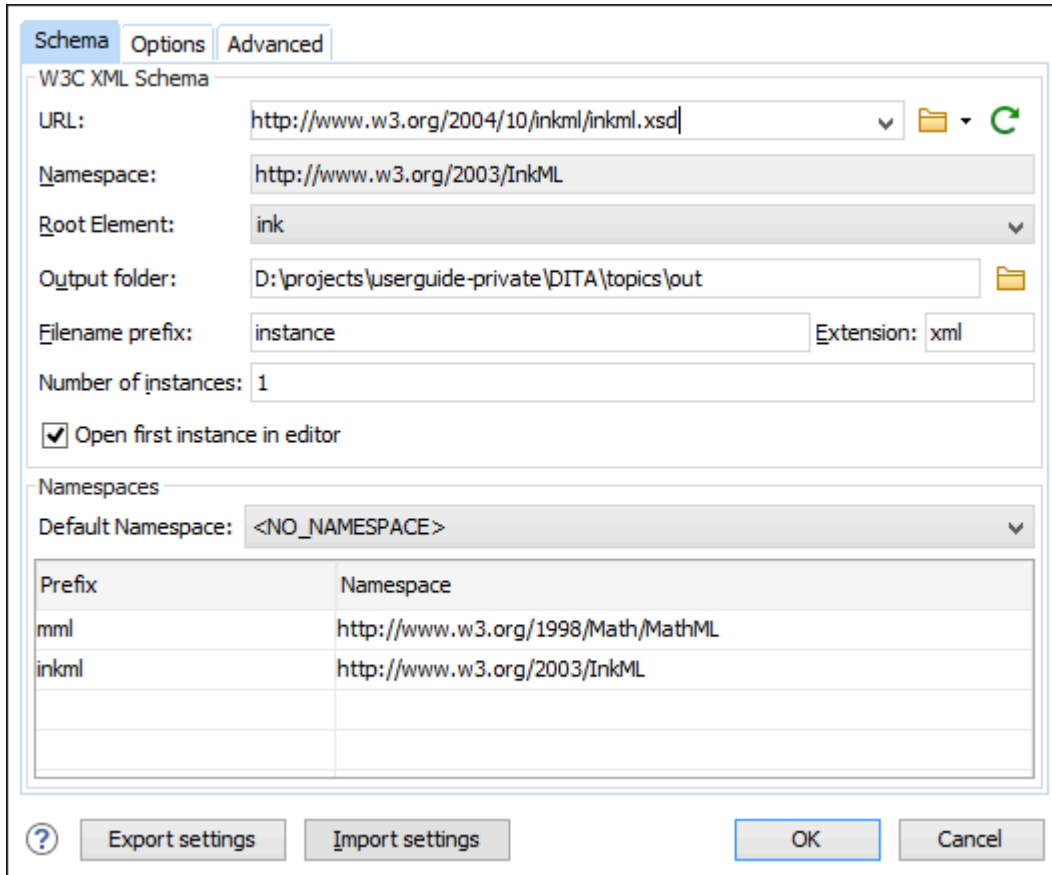 Schema Options Advanced
W3C XML Schema
URL: http://www.w3.org/2004/10/inkml/inkml.xsd
Namespace: http://www.w3.org/2003/InkML
Root Element: ink
Output folder: D:\projects\userguide-private\DITA\topics\out
Filename prefix: instance Extension: xml
Number of instances: 1
Open first instance in editor
Namespaces
Default Namespace: <NO_NAMESPACE>
Prefix Namespace
mml http://www.w3.org/1998/Math/MathML
inkml http://www.w3.org/2003/InkML
? Export settings Import settings OK Cancel